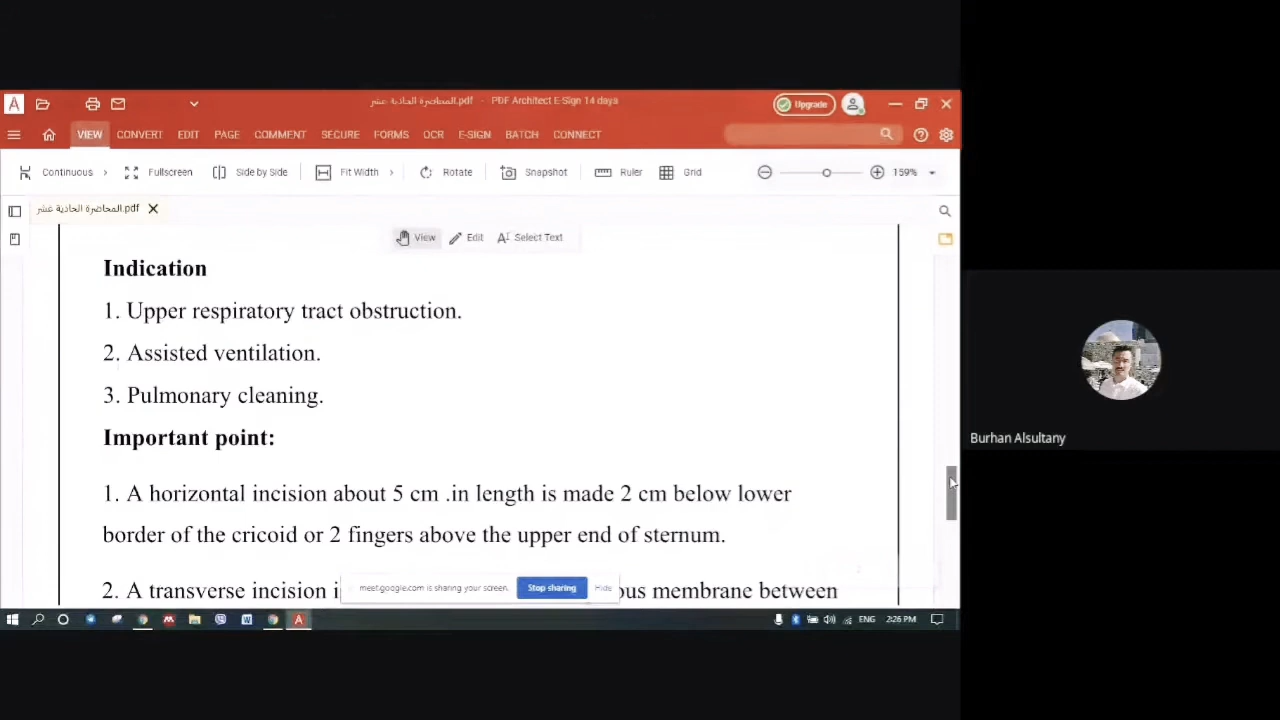 المحاضرة الحادية عشر.pdf - PDF Architect E-Sign 14 days
Upgrade
VIEW CONVERT EDIT PAGE COMMENT SECURE FORMS OCR E-SIGN BATCH CONNECT
Continuous Fullscreen Side by Side Fit Width Rotate Snapshot Ruler Grid 159%
المحاضرة الحادية عشر.pdf
View Edit Select Text
Indication
1. Upper respiratory tract obstruction.
2. Assisted ventilation.
3. Pulmonary cleaning.
Important point:
1. A horizontal incision about 5 cm .in length is made 2 cm below lower
border of the cricoid or 2 fingers above the upper end of sternum.
2. A transverse incision i
meet.google.com is sharing your screen. Stop sharing Hide
ous membrane between
ENG 2:26 PM
Burhan Alsultany